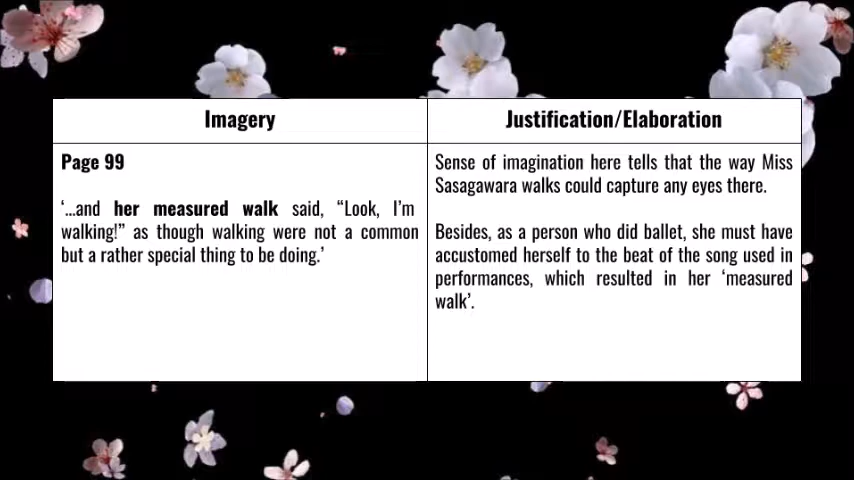 Imagery
Justification/Elaboration
Page 99
‘...and her measured walk said, “Look, I’m
walking!” as though walking were not a common
but a rather special thing to be doing.’
Sense of imagination here tells that the way Miss
Sasagawara walks could capture any eyes there.
Besides, as a person who did ballet, she must have
accustomed herself to the beat of the song used in
performances, which resulted in her ‘measured
walk’.